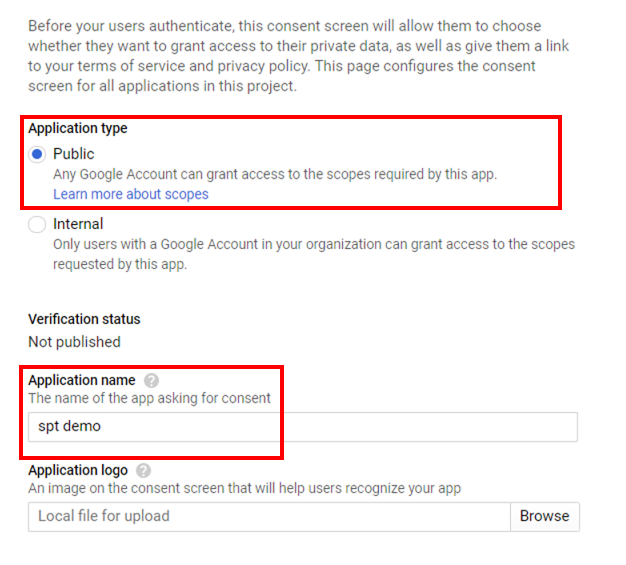 Before your users authenticate, this consent screen will allow them to choose
whether they want to grant access to their private data, as well as give them a link
to your terms of service and privacy policy. This page configures the consent
screen for all applications in this project.
Application type
Public
Any Google Account can grant access to the scopes required by this app.
Learn more about scopes
Internal
Only users with a Google Account in your organization can grant access to the scopes
requested by this app.
Verification status
Not published
Application name ?
The name of the app asking for consent
spt demo
Application logo ?
An image on the consent screen that will help users recognize your app
Local file for upload Browse